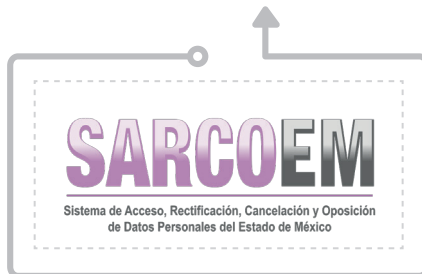 SARCOEM
Sistema de Acceso, Rectificación, Cancelación y Oposición
de Datos Personales del Estado de México